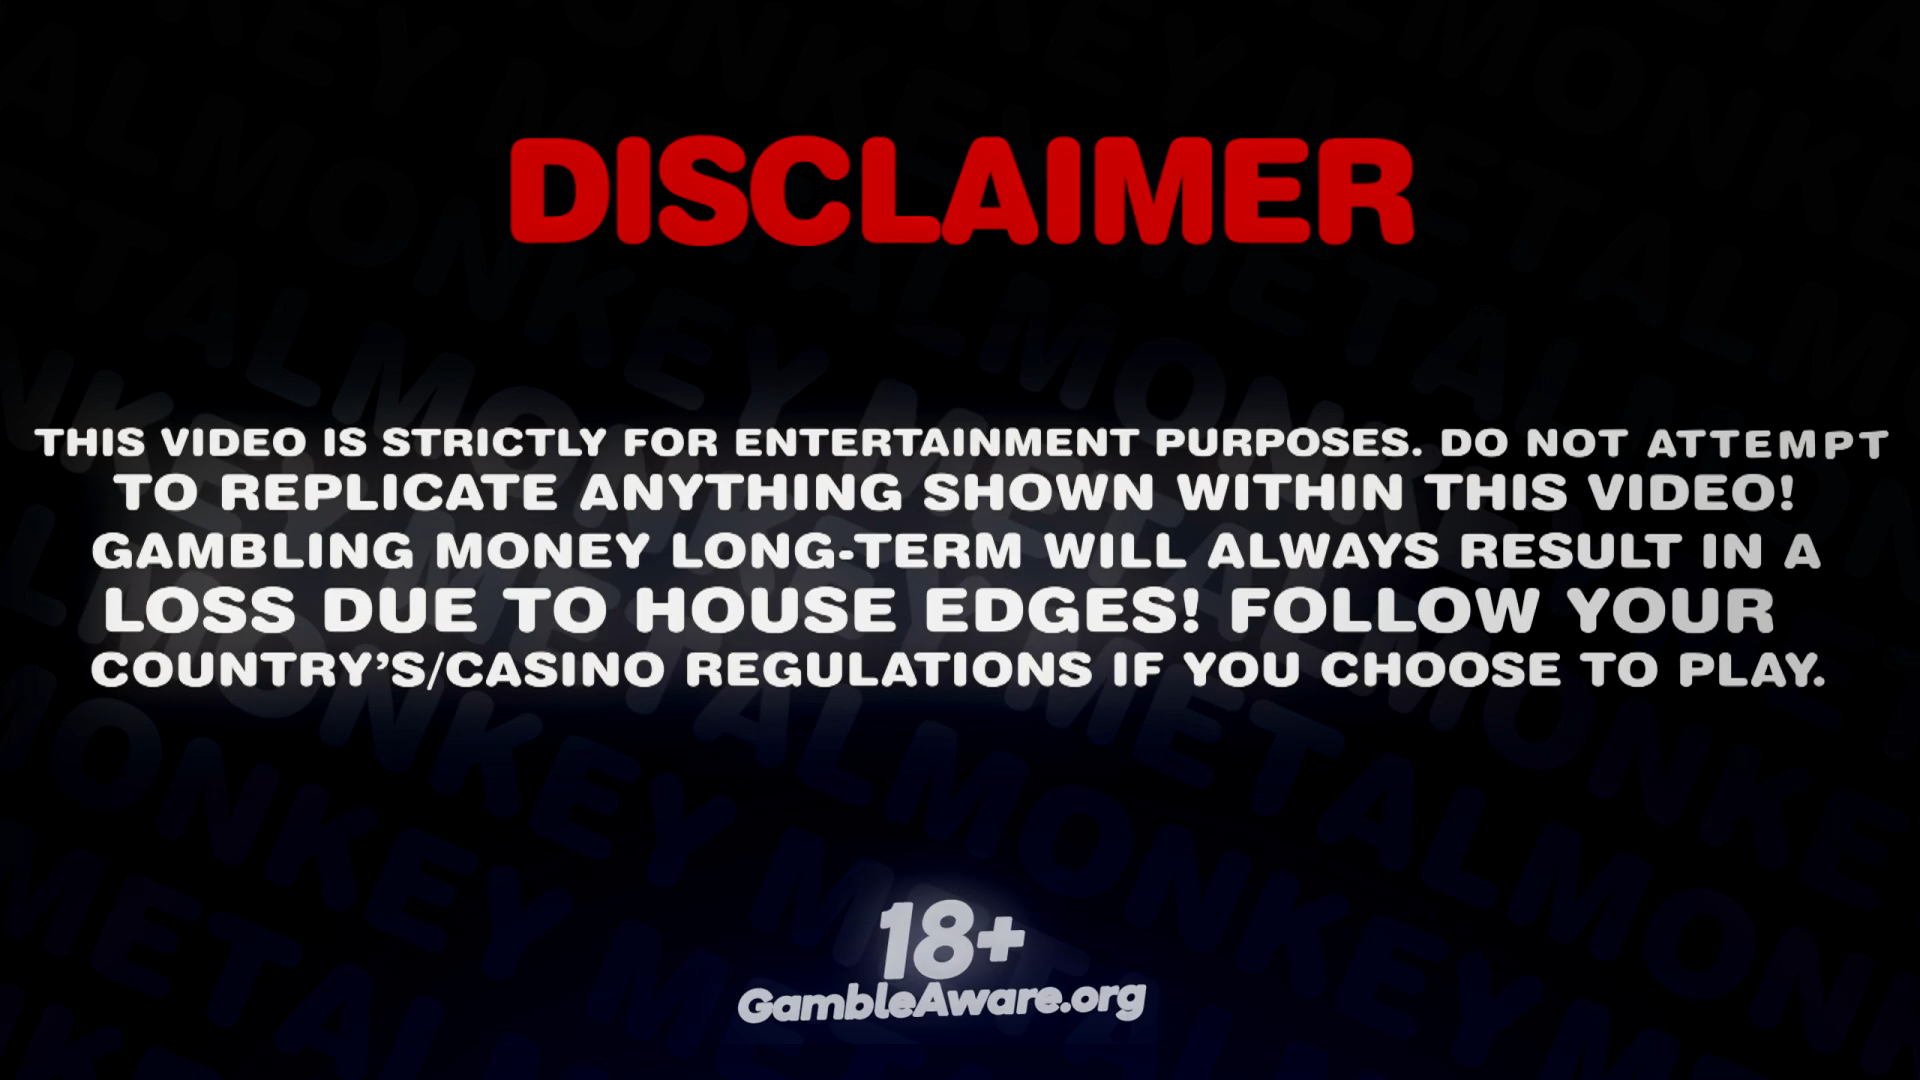 DISCLAIMER
THIS VIDEO IS STRICTLY FOR ENTERTAINMENT PURPOSES. DO NOT ATTEMPT
TO REPLICATE ANYTHING SHOWN WITHIN THIS VIDEO!
GAMBLING MONEY LONG-TERM WILL ALWAYS RESULT IN A
LOSS DUE TO HOUSE EDGES! FOLLOW YOUR
COUNTRY'S/CASINO REGULATIONS IF YOU CHOOSE TO PLAY.
18+
GambleAware.org